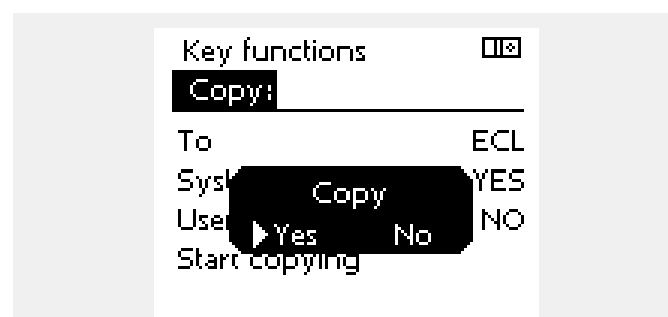 Key functions
Copy:
To ECL
YES
Copy
NO
Yes No
Start copying